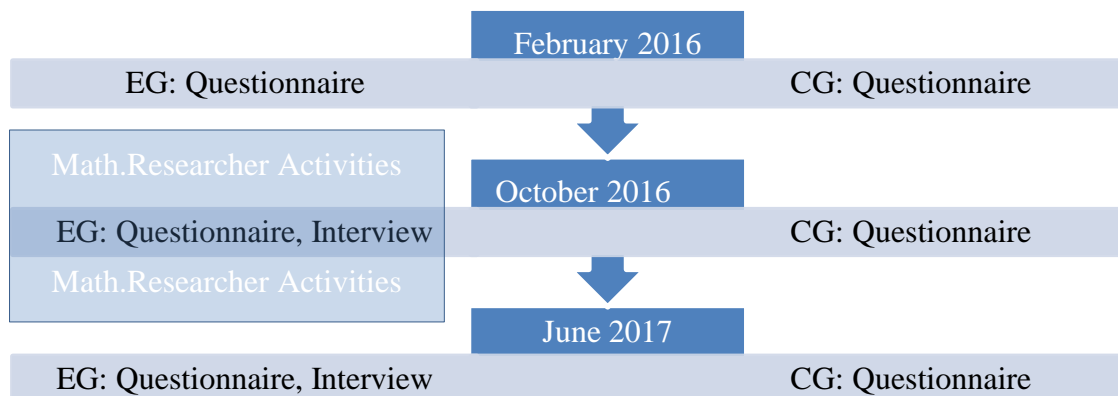 February 2016
EG: Questionnaire CG: Questionnaire
Math.Researcher Activities
October 2016
EG: Questionnaire, Interview CG: Questionnaire
Math.Researcher Activities
June 2017
EG: Questionnaire, Interview CG: Questionnaire